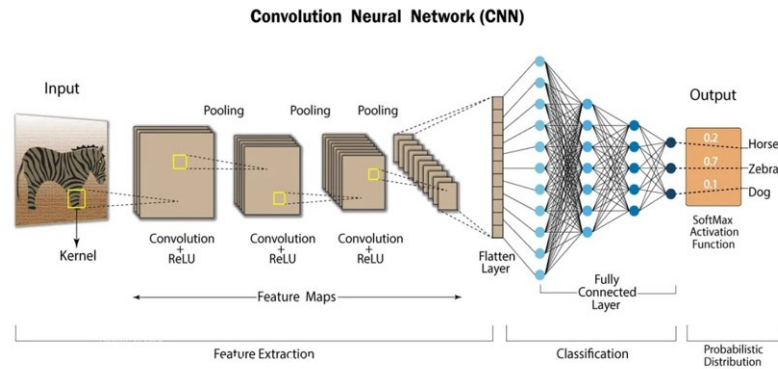 Convolution Neural Network (CNN)
Input
Kernel
Pooling
Pooling
Pooling
Convolution
+
ReLU
Convolution
+
ReLU
Convolution
+
ReLU
Feature Maps
Flatten
Layer
Fully
Connected
Layer
Output
0.2
0.7
0.1
Horse
Zebra
Dog
SoftMax
Activation
Function
Feature Extraction
Classification
Probabilistic
Distribution